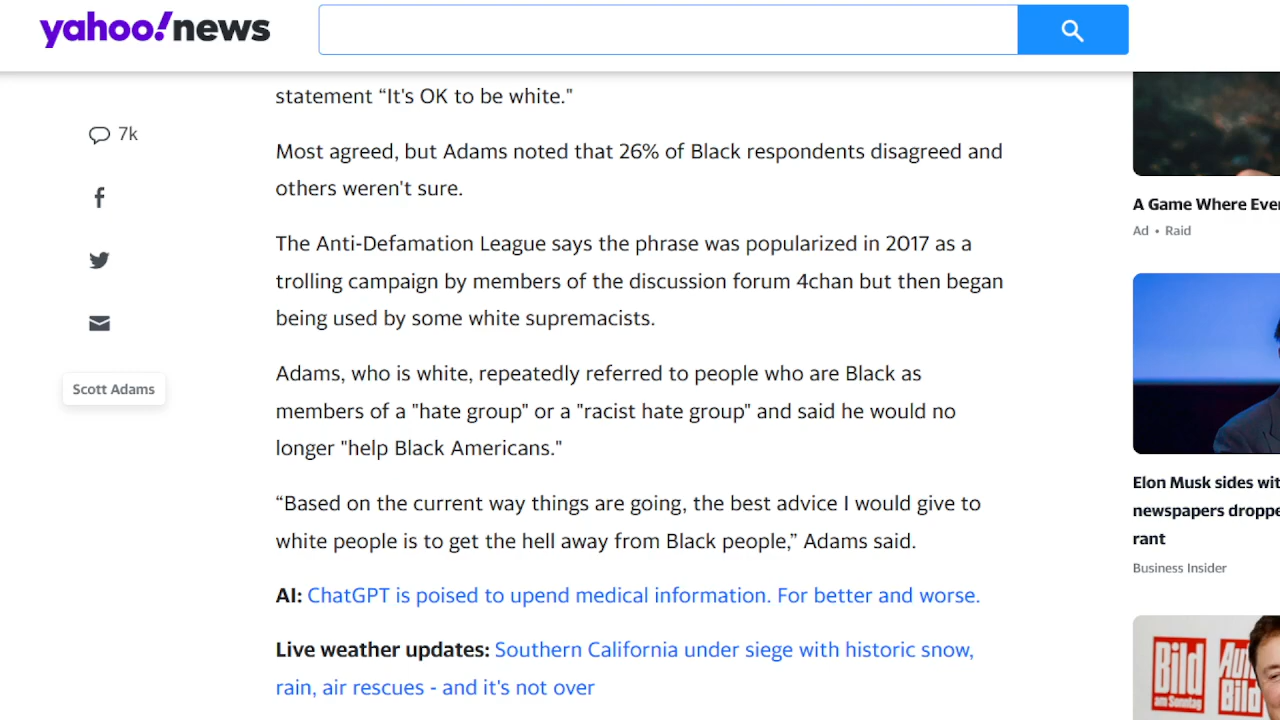 yahoo!news
statement “It's OK to be white."
7k
Most agreed, but Adams noted that 26% of Black respondents disagreed and
others weren't sure.
The Anti-Defamation League says the phrase was popularized in 2017 as a
trolling campaign by members of the discussion forum 4chan but then began
being used by some white supremacists.
Scott Adams
Adams, who is white, repeatedly referred to people who are Black as
members of a "hate group" or a "racist hate group" and said he would no
longer "help Black Americans."
“Based on the current way things are going, the best advice I would give to
white people is to get the hell away from Black people,” Adams said.
AI: ChatGPT is poised to upend medical information. For better and worse.
Live weather updates: Southern California under siege with historic snow,
rain, air rescues - and it's not over
A Game Where Ever
Ad • Raid
Elon Musk sides wit
newspapers droppe
rant
Business Insider
Bild
am Sonntag
Au
Bild